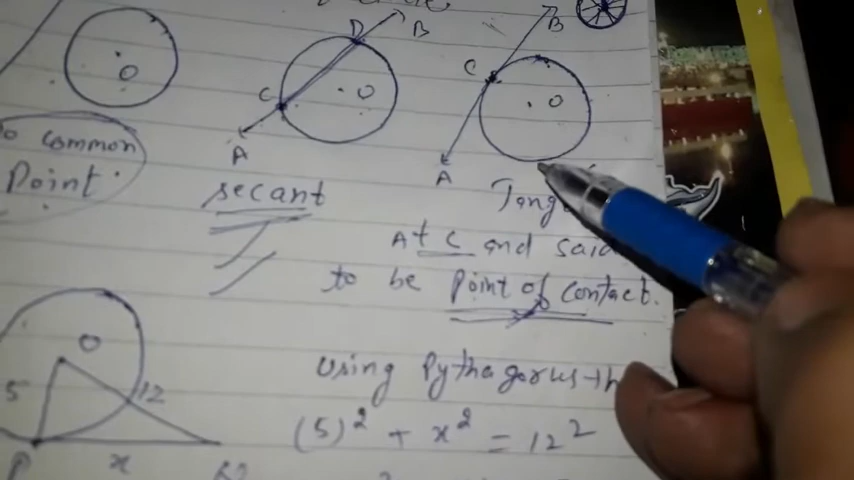 D B
C O
A
O
B
C O
A
o common
Point.
secant
Tang
At C and said
to be Point of contact.
O
5 12
P x
using Pythagorus th
(5)² + x² = 12²